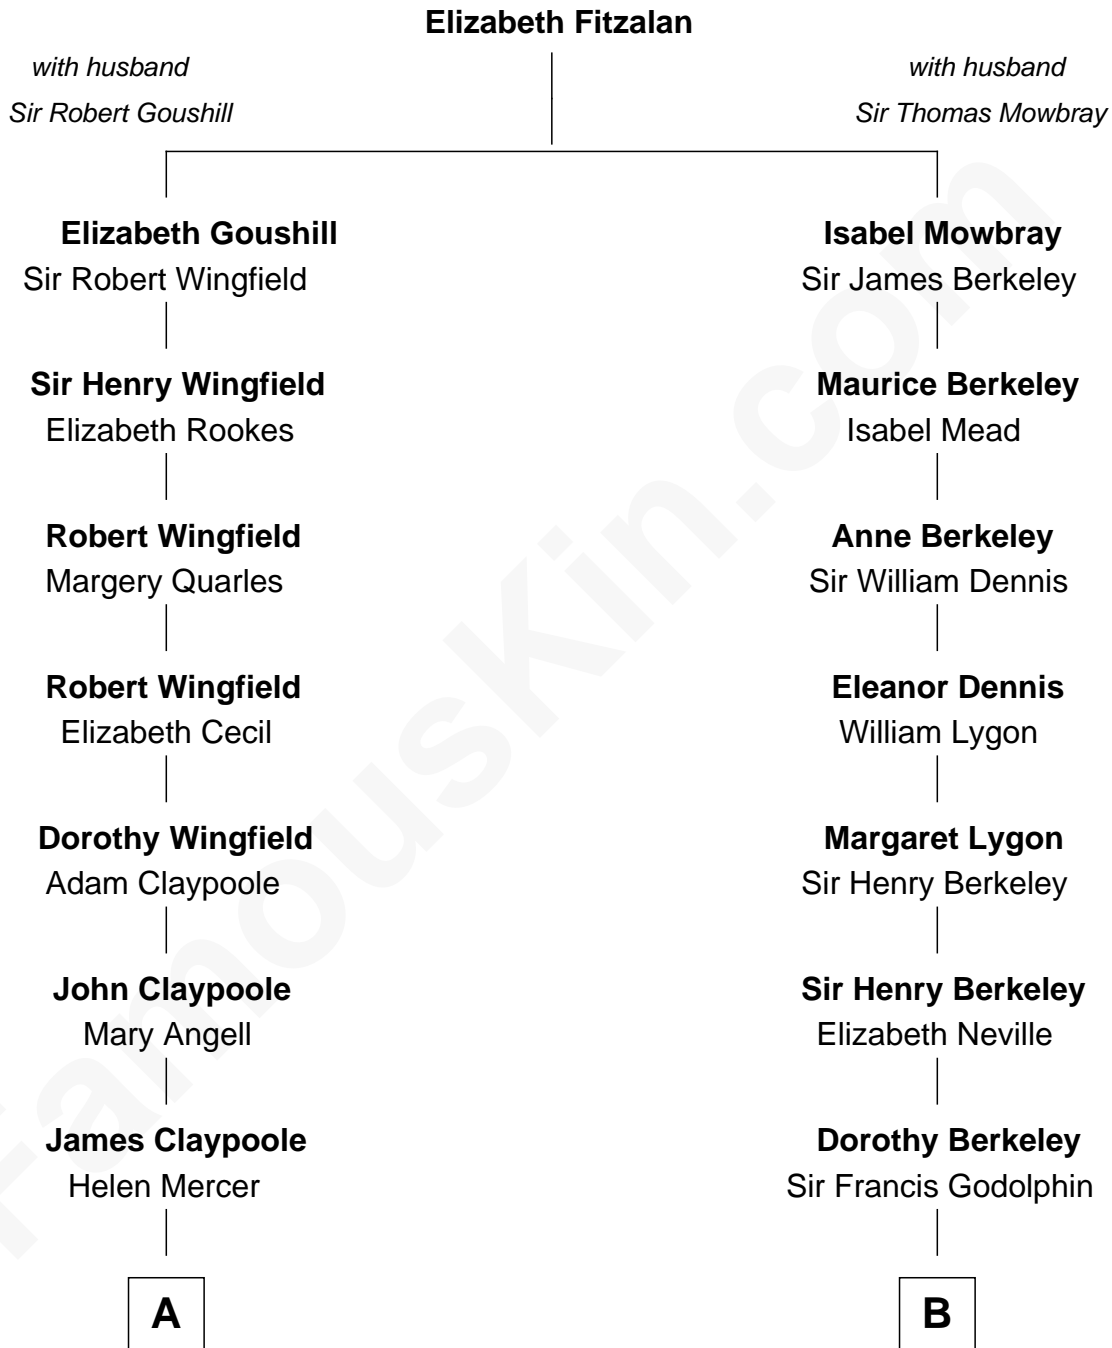 Elizabeth Fitzalan
with husband
Sir Robert Goushill
with husband
Sir Thomas Mowbray
Elizabeth Goushill
Sir Robert Wingfield
Isabel Mowbray
Sir James Berkeley
Sir Henry Wingfield
Elizabeth Rookes
Maurice Berkeley
Isabel Mead
Robert Wingfield
Margery Quarles
Anne Berkeley
Sir William Dennis
Robert Wingfield
Elizabeth Cecil
Eleanor Dennis
William Lygon
Dorothy Wingfield
Adam Claypoole
Margaret Lygon
Sir Henry Berkeley
John Claypoole
Mary Angell
Sir Henry Berkeley
Elizabeth Neville
James Claypoole
Helen Mercer
Dorothy Berkeley
Sir Francis Godolphin
A
B
FamousKin.com